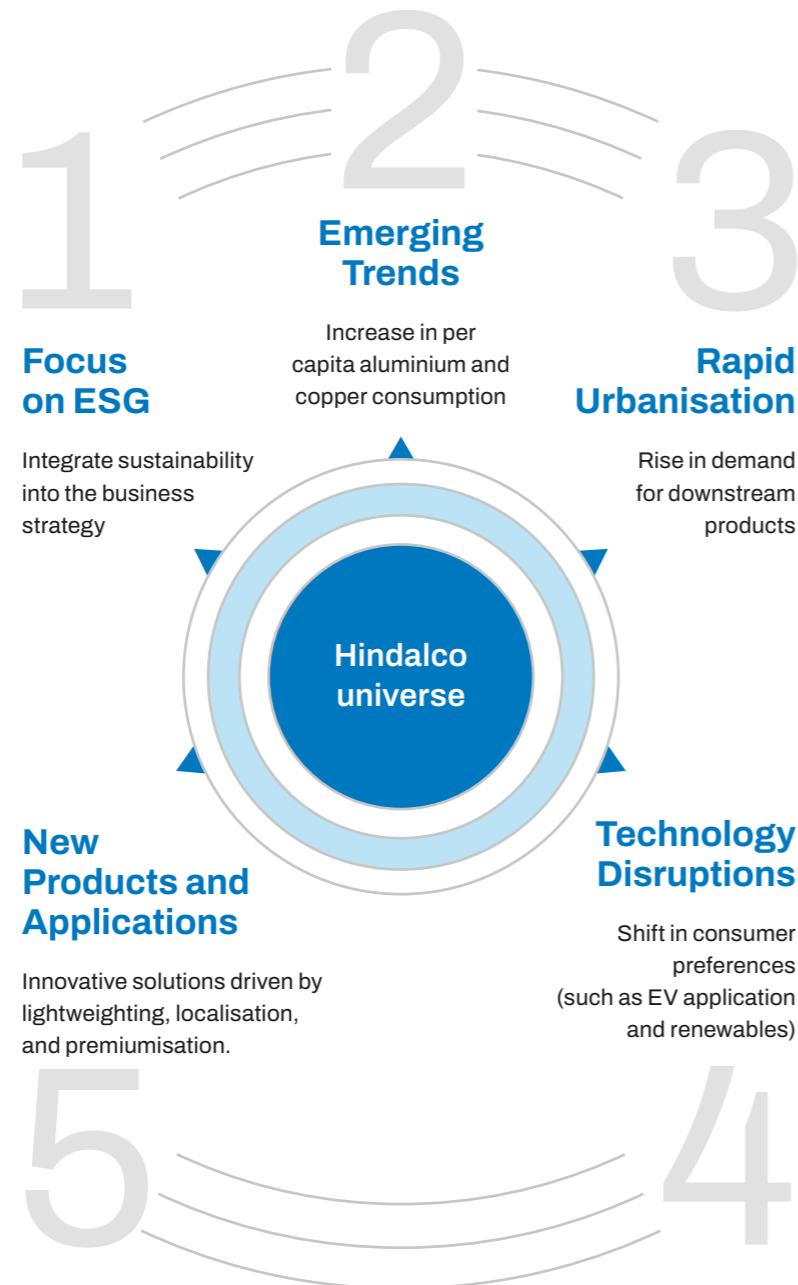 1
Focus
on ESG
Integrate sustainability
into the business
strategy
2
Emerging
Trends
Increase in per
capita aluminium and
copper consumption
3
Rapid
Urbanisation
Rise in demand
for downstream
products
Hindalco
universe
4
Technology
Disruptions
Shift in consumer
preferences
(such as EV application
and renewables)
5
New
Products and
Applications
Innovative solutions driven by
lightweighting, localisation,
and premiumisation.